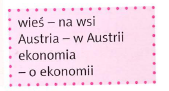 wieś – na wsi
Austria – w Austrii
ekonomia
– o ekonomii